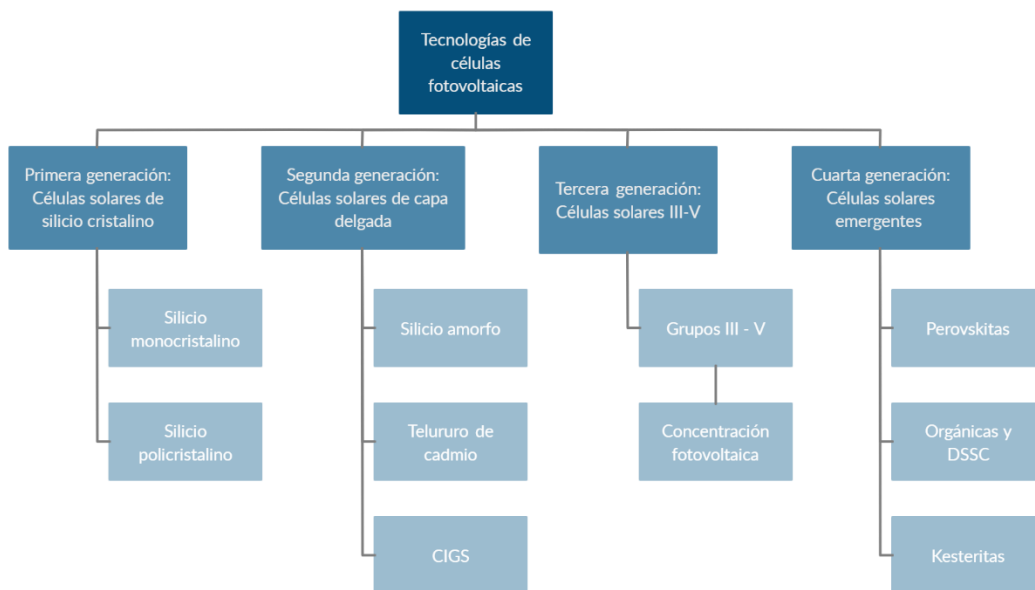 Tecnologías de
células
fotovoltaicas
Primera generación:
Células solares de
silicio cristalino
Segunda generación:
Células solares de capa
delgada
Tercera generación:
Células solares III-V
Cuarta generación:
Células solares
emergentes
Silicio
monocristalino
Silicio
policristalino
Silicio amorfo
Telururo de
cadmio
CIGS
Grupos III - V
Concentración
fotovoltaica
Perovskitas
Orgánicas y
DSSC
Kesteritas